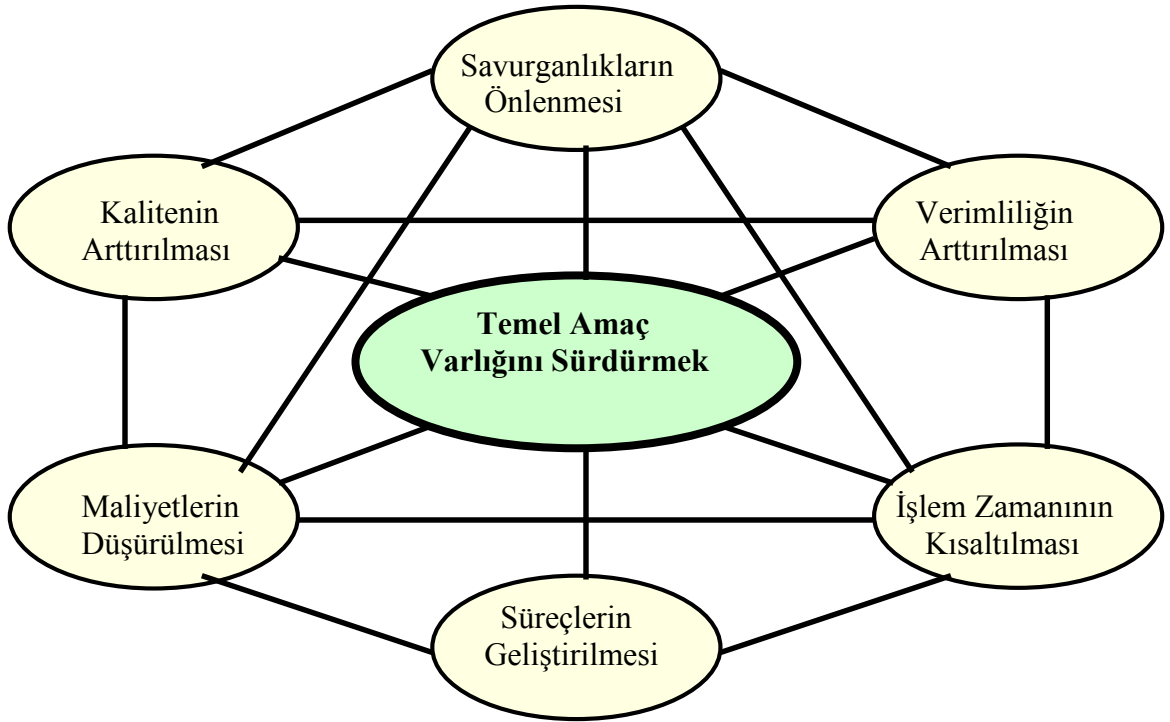 Savurganlıkların
Önlenmesi
Kalitenin
Arttırılması
Verimliliğin
Arttırılması
Temel Amaç
Varlığını Sürdürmek
Maliyetlerin
Düşürülmesi
İşlem Zamanının
Kısaltılması
Süreçlerin
Geliştirilmesi